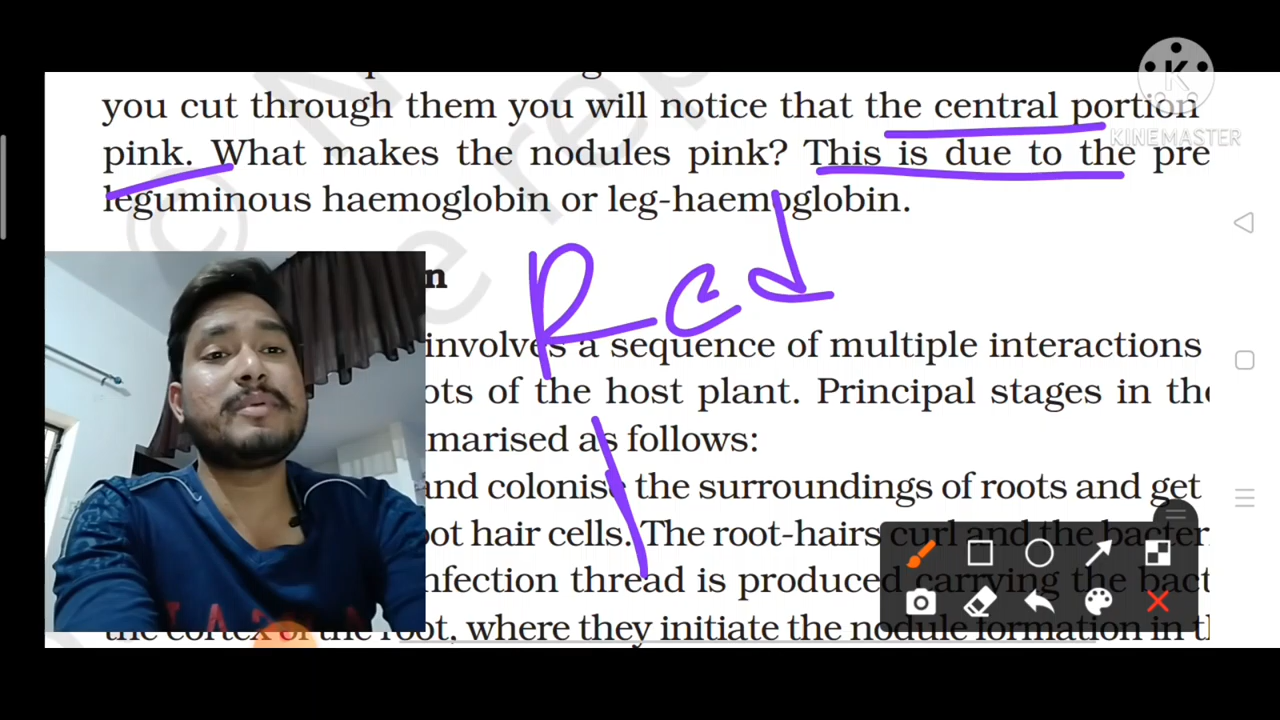 you cut through them you will notice that the central portion
pink. What makes the nodules pink? This is due to the pre
leguminous haemoglobin or leg-haemoglobin.
Red
involves a sequence of multiple interactions
ots of the host plant. Principal stages in the
marised as follows:
and colonise the surroundings of roots and get
oot hair cells. The root-hairs curl and the bacteri
nfection thread is produced carrying the bact
the cortex of the root, where they initiate the nodule formation in th
K
KINEMASTER